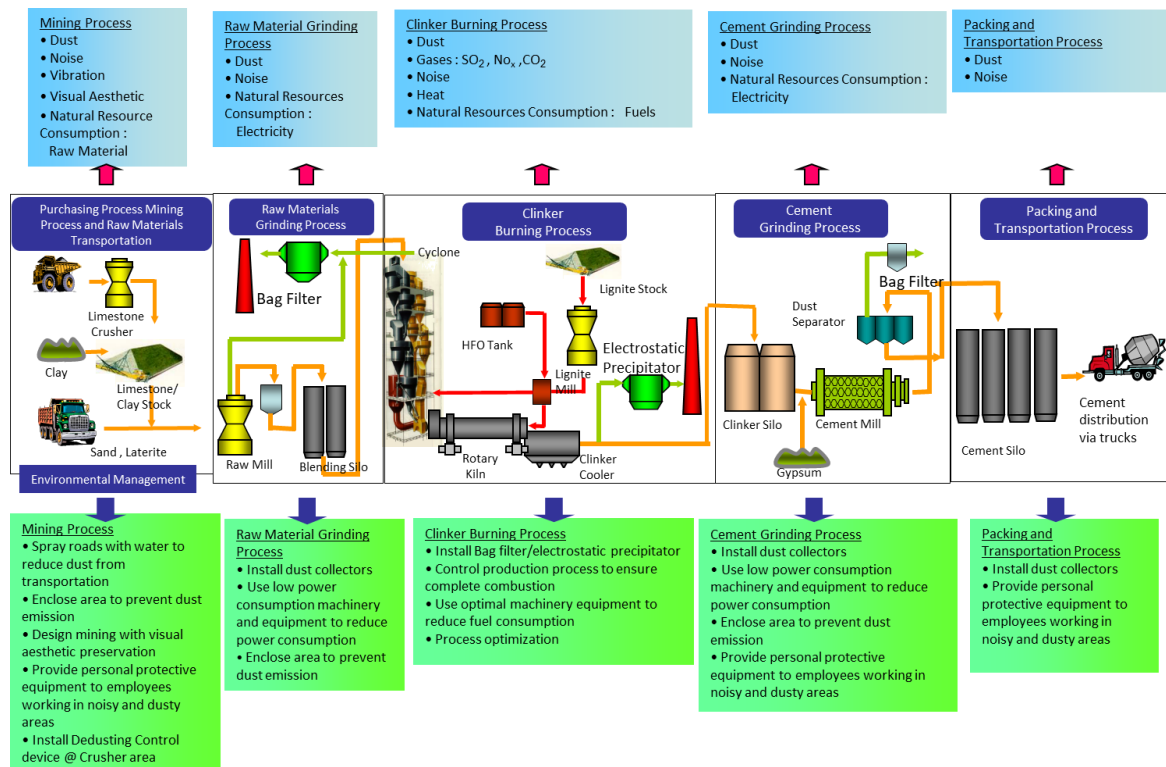 Mining Process
• Dust
• Noise
• Vibration
• Visual Aesthetic
• Natural Resource
Consumption :
Raw Material
Raw Material Grinding
Process
• Dust
• Noise
• Natural Resources
Consumption :
Electricity
Clinker Burning Process
• Dust
• Gases : SO2 , Nox ,CO2
• Noise
• Heat
• Natural Resources Consumption : Fuels
Cement Grinding Process
• Dust
• Noise
• Natural Resources Consumption :
Electricity
Packing and
Transportation Process
• Dust
• Noise
Purchasing Process Mining
Process and Raw Materials
Transportation
Limestone
Crusher
Clay
Limestone/
Clay Stock
Sand , Laterite
Raw Materials
Grinding Process
Bag Filter
Raw Mill
Blending Silo
Clinker
Burning Process
Cyclone
Lignite Stock
HFO Tank
Lignite
Mill
Electrostatic
Precipitator
Rotary
Kiln
Clinker
Cooler
Cement
Grinding Process
Bag Filter
Dust
Separator
Clinker Silo
Cement Mill
Gypsum
Packing and
Transportation Process
Cement Silo
Cement
distribution
via trucks
Environmental Management
Mining Process
• Spray roads with water to
reduce dust from
transportation
• Enclose area to prevent dust
emission
• Design mining with visual
aesthetic preservation
• Provide personal protective
equipment to employees
working in noisy and dusty
areas
• Install Dedusting Control
device @ Crusher area
Raw Material Grinding
Process
• Install dust collectors
• Use low power
consumption machinery
and equipment to reduce
power consumption
• Enclose area to prevent
dust emission
Clinker Burning Process
• Install Bag filter/electrostatic precipitator
• Control production process to ensure
complete combustion
• Use optimal machinery equipment to
reduce fuel consumption
• Process optimization
Cement Grinding Process
• Install dust collectors
• Use low power consumption
machinery and equipment to reduce
power consumption
• Enclose area to prevent dust
emission
• Provide personal protective
equipment to employees working in
noisy and dusty areas
Packing and
Transportation Process
• Install dust collectors
• Provide personal
protective equipment to
employees working in
noisy and dusty areas